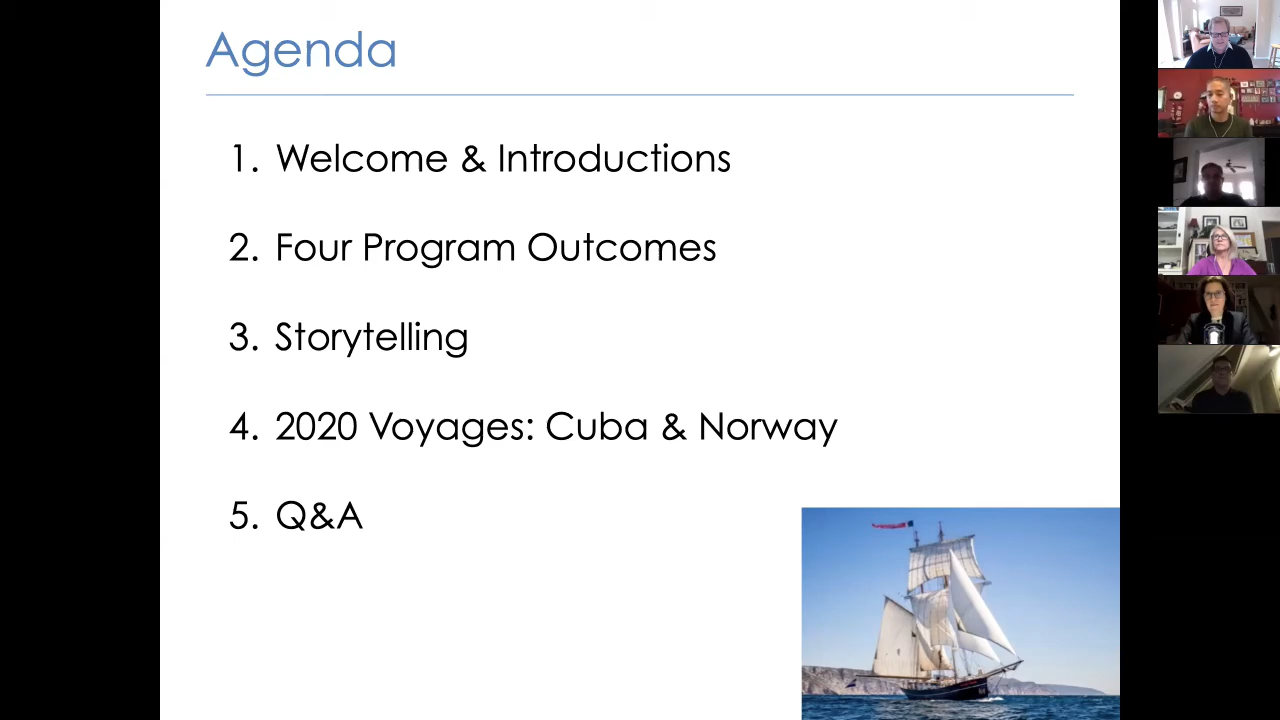 Agenda
1. Welcome & Introductions
2. Four Program Outcomes
3. Storytelling
4. 2020 Voyages: Cuba & Norway
5. Q&A